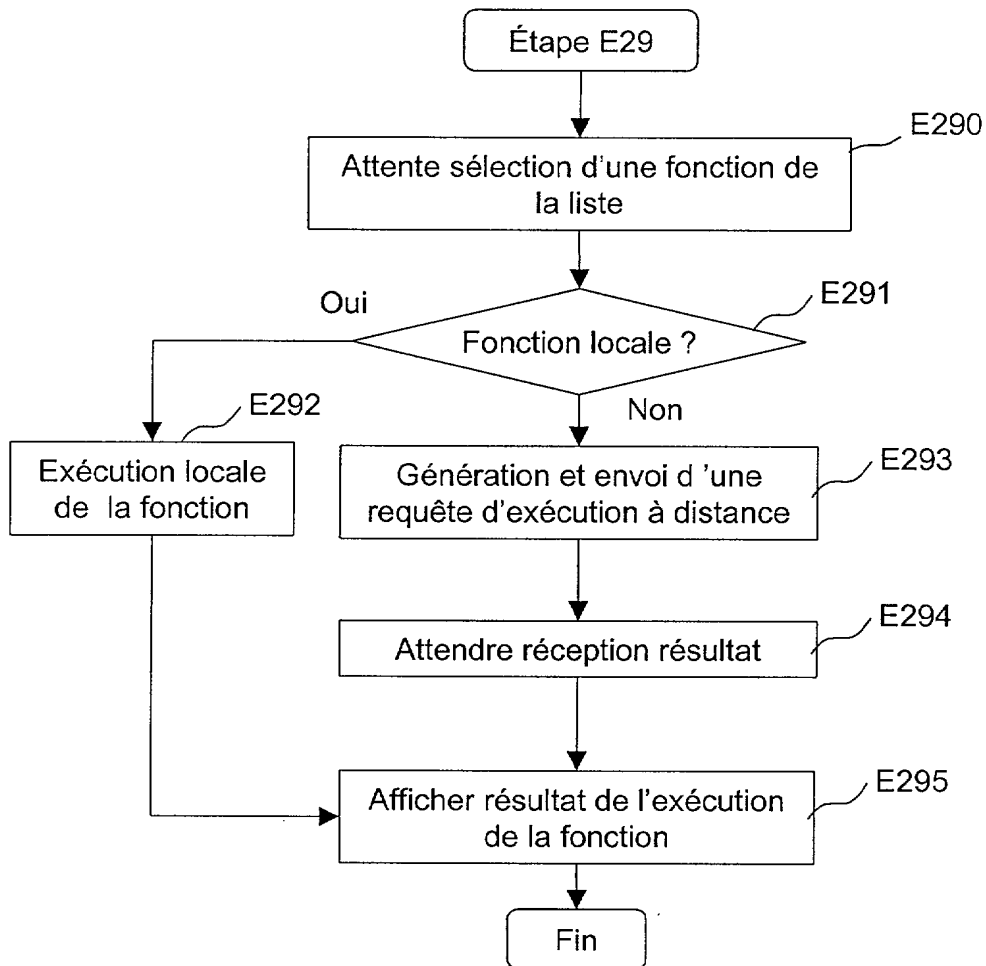 Étape E29
E290
Attente sélection d'une fonction de
la liste
E291
Oui
Fonction locale ?
Non
E292
Exécution locale
de la fonction
E293
Génération et envoi d 'une
requête d'exécution à distance
E294
Attendre réception résultat
E295
Afficher résultat de l'exécution
de la fonction
Fin